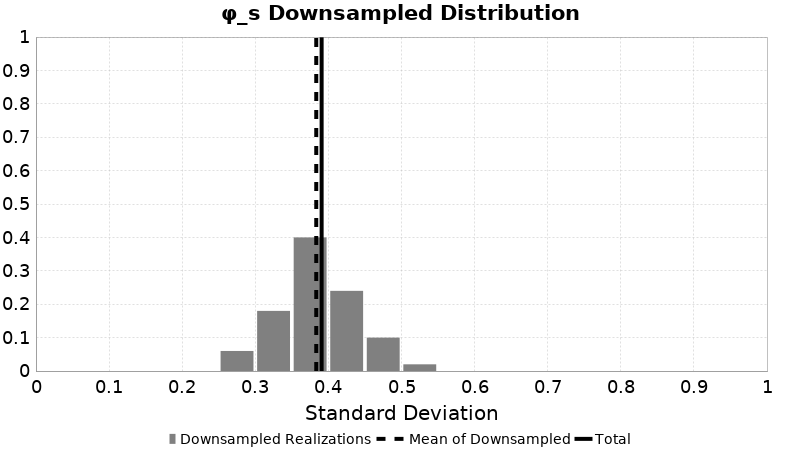 φ_s Downsampled Distribution
1
0.9
0.8
0.7
0.6
0.5
0.4
0.3
0.2
0.1
0
0 0.1 0.2 0.3 0.4 0.5 0.6 0.7 0.8 0.9 1
Standard Deviation
Downsampled Realizations Mean of Downsampled Total